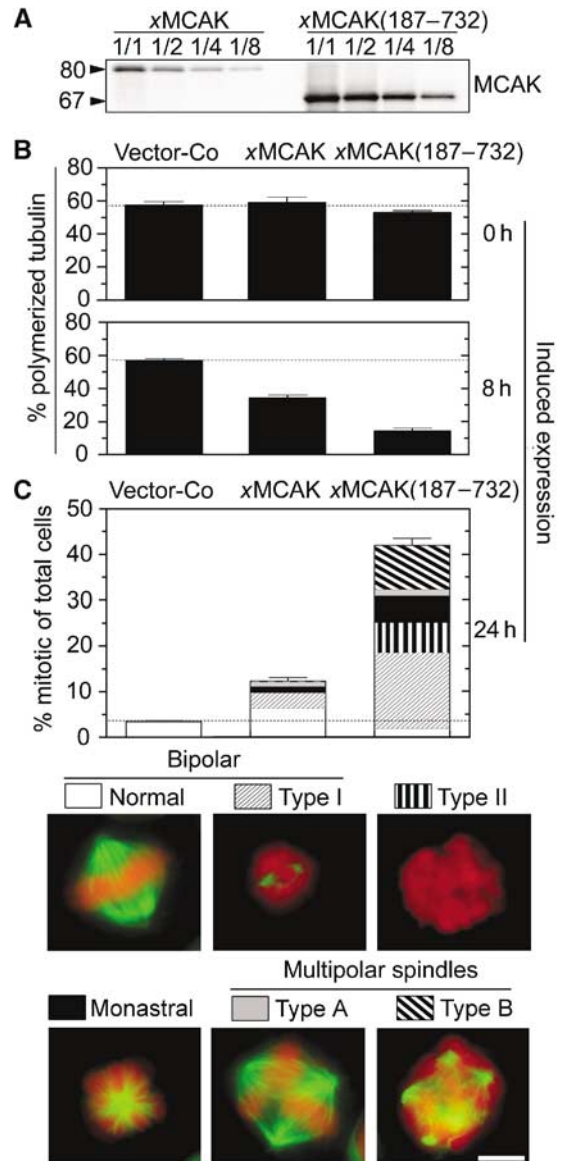 A
xMCAK xMCAK(187–732)
1/1 1/2 1/4 1/8 1/1 1/2 1/4 1/8
80
67
MCAK
B
Vector-Co xMCAK xMCAK(187–732)
% polymerized tubulin
80
60
40
20
0
0 h
80
60
40
20
0
8 h
Induced expression
C
Vector-Co xMCAK xMCAK(187–732)
% mitotic of total cells
50
40
30
20
10
0
24 h
Bipolar
Normal Type I Type II
Multipolar spindles
Monastral Type A Type B